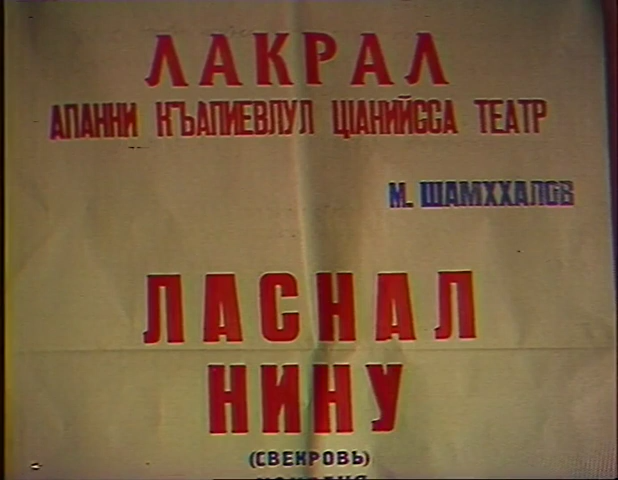 ЛАКРАЛ
АПАННИ КЪАПИЕВЛУЛ ЦIАНИЙССА ТЕАТР
М. ШАМХХАЛОВ
ЛАСНАЛ
НИНУ
(СВЕКРОВЬ)